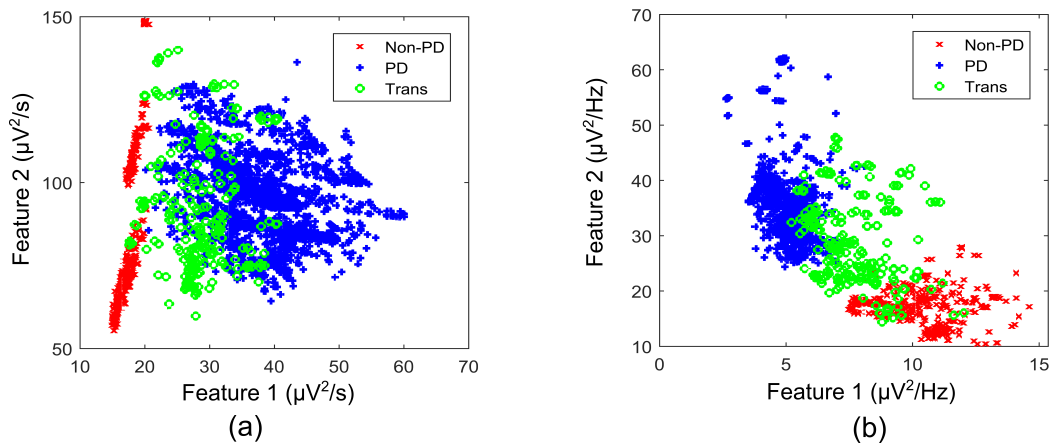 150
100
50
10
20
30
40
50
60
70
Feature 2 (µV²/s)
Feature 1 (µV²/s)
Non-PD
PD
Trans
(a)
70
60
50
40
30
20
10
0
5
10
15
Feature 2 (µV²/Hz)
Feature 1 (µV²/Hz)
Non-PD
PD
Trans
(b)